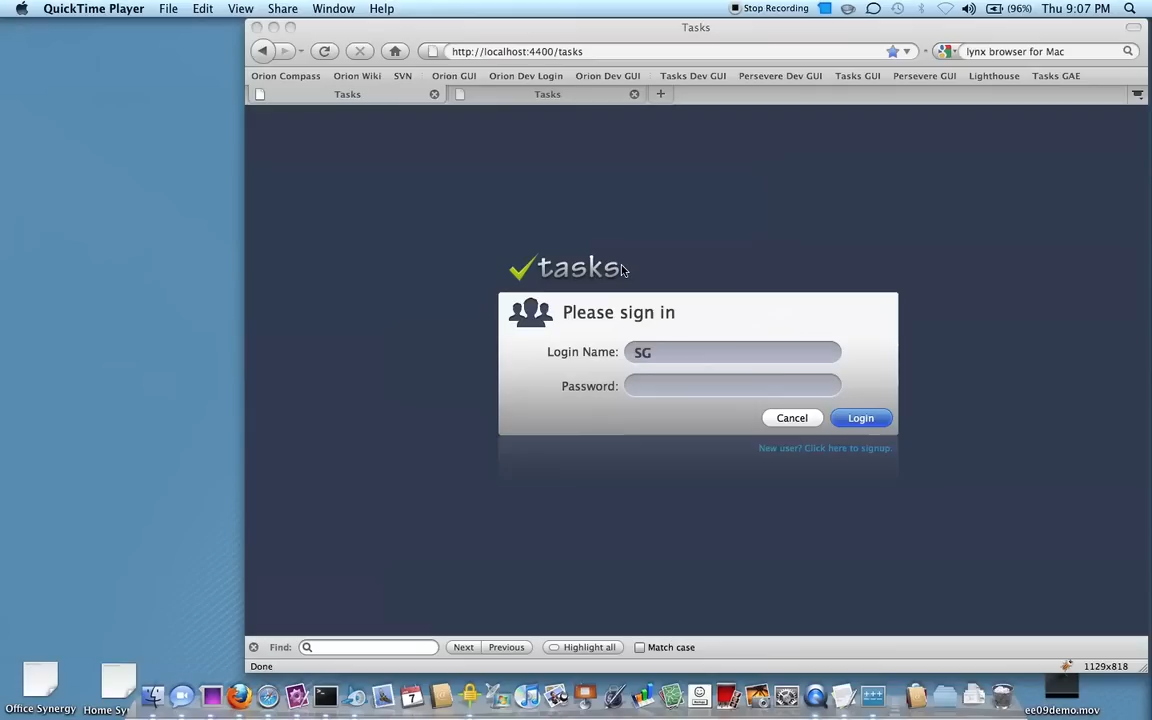 QuickTime Player File Edit View Share Window Help Stop Recording (96%) Thu 9:07 PM
Tasks
http://localhost:4400/tasks lynx browser for Mac
Orion Compass Orion Wiki SVN Orion GUI Orion Dev Login Orion Dev GUI Tasks Dev GUI Persevere Dev GUI Tasks GUI Persevere GUI Lighthouse Tasks GAE
Tasks Tasks
tasks
Please sign in
Login Name: SG
Password:
Cancel Login
New user? Click here to signup.
Find: Next Previous Highlight all Match case
Done 1129x818
Office Synergy Home Sy ee09demo.mov